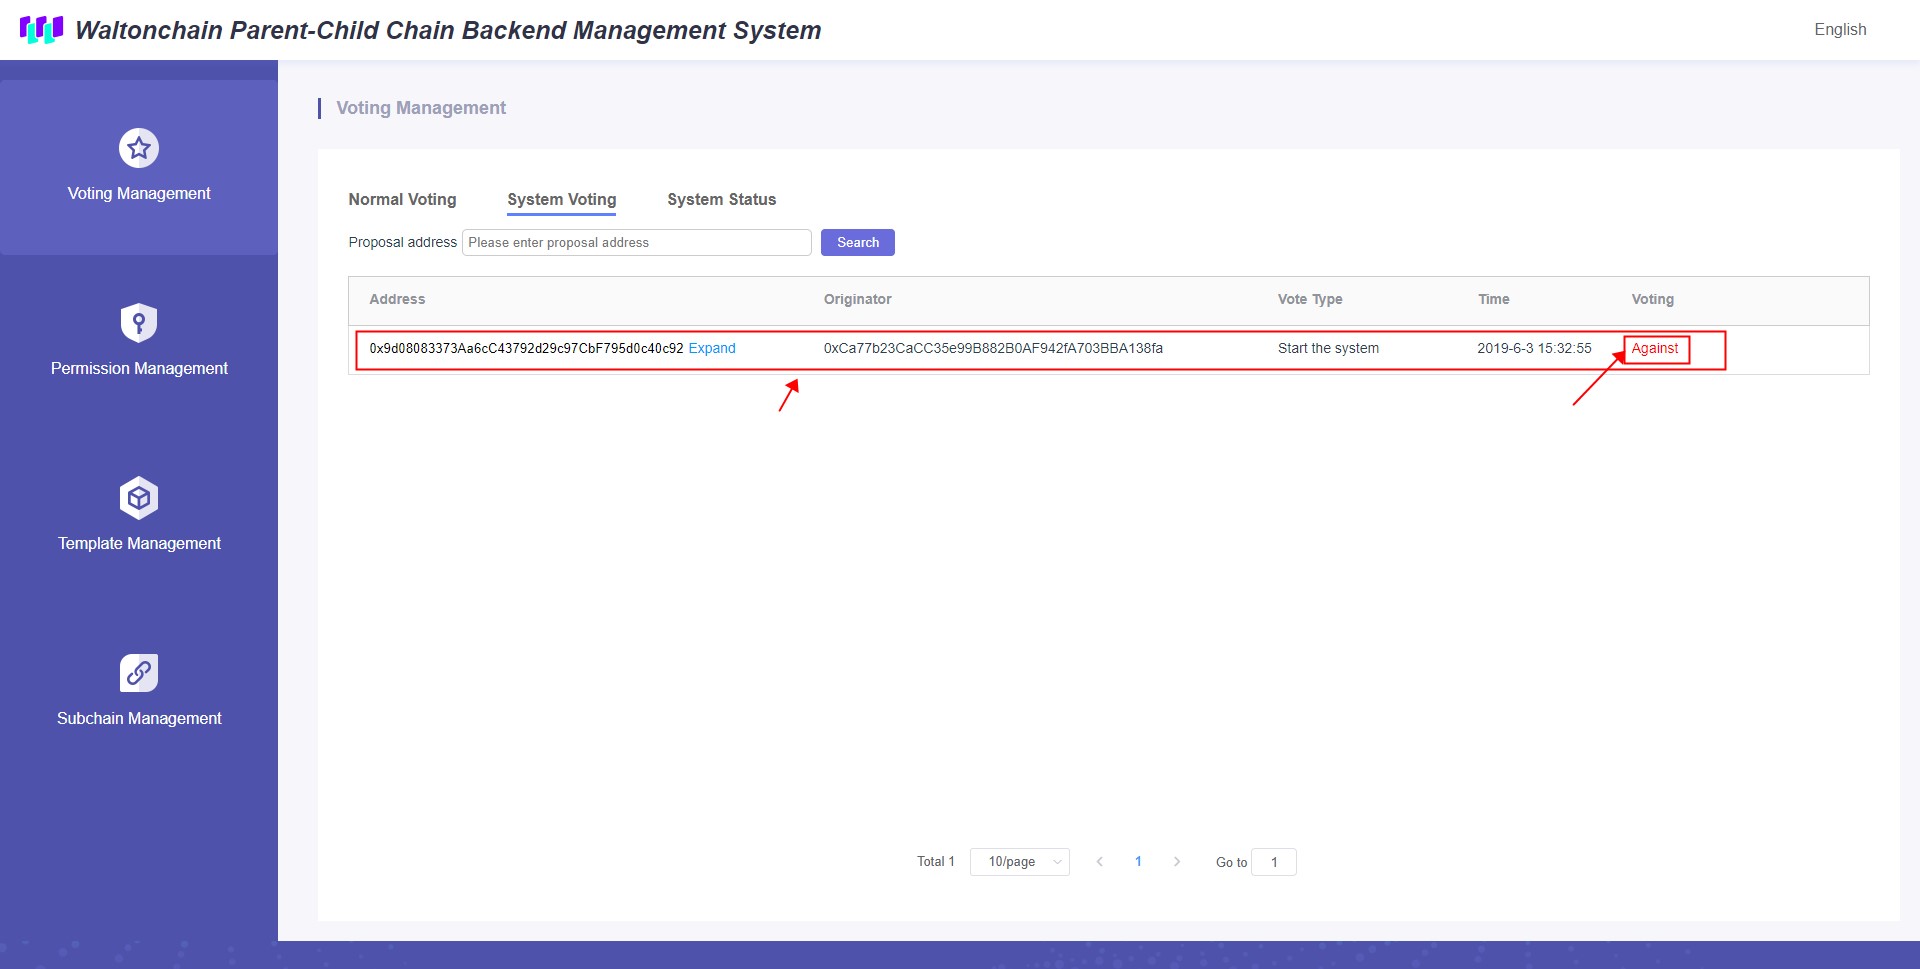 Waltonchain Parent-Child Chain Backend Management System
English
Voting Management
Permission Management
Template Management
Subchain Management
Voting Management
Normal Voting System Voting System Status
Proposal address Please enter proposal address Search
Address Originator Vote Type Time Voting
0x9d08083373Aa6cC43792d29c97CbF795d0c40c92 Expand 0xCa77b23CaCC35e99B882B0AF942fA703BBA138fa Start the system 2019-6-3 15:32:55 Against
Total 1 10/page 1 Go to 1